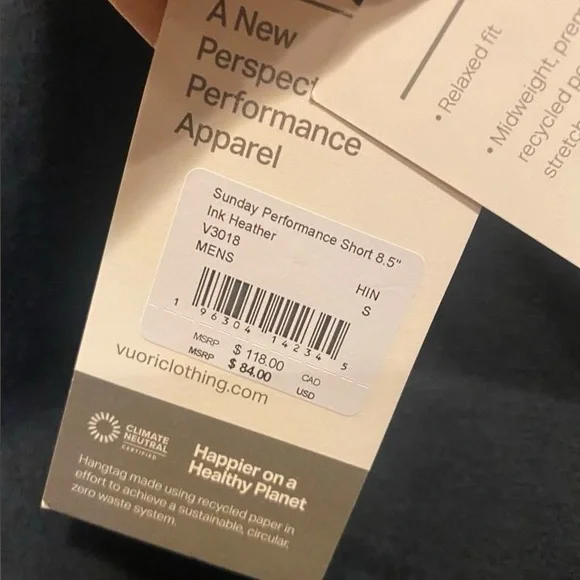 A New
Perspec
Performance
Apparel
• Relaxed fit
• Midweight, pre
recycled p
stretc
Sunday Performance Short 8.5"
Ink Heather
V3018
MENS
HIN
S
1 96304 14234 5
MSRP $ 118.00 CAD
MSRP $ 84.00 USD
vuoriclothing.com
CLIMATE
NEUTRAL
CERTIFIED
Happier on a
Healthy Planet
Hangtag made using recycled paper in
effort to achieve a sustainable, circular,
zero waste system.